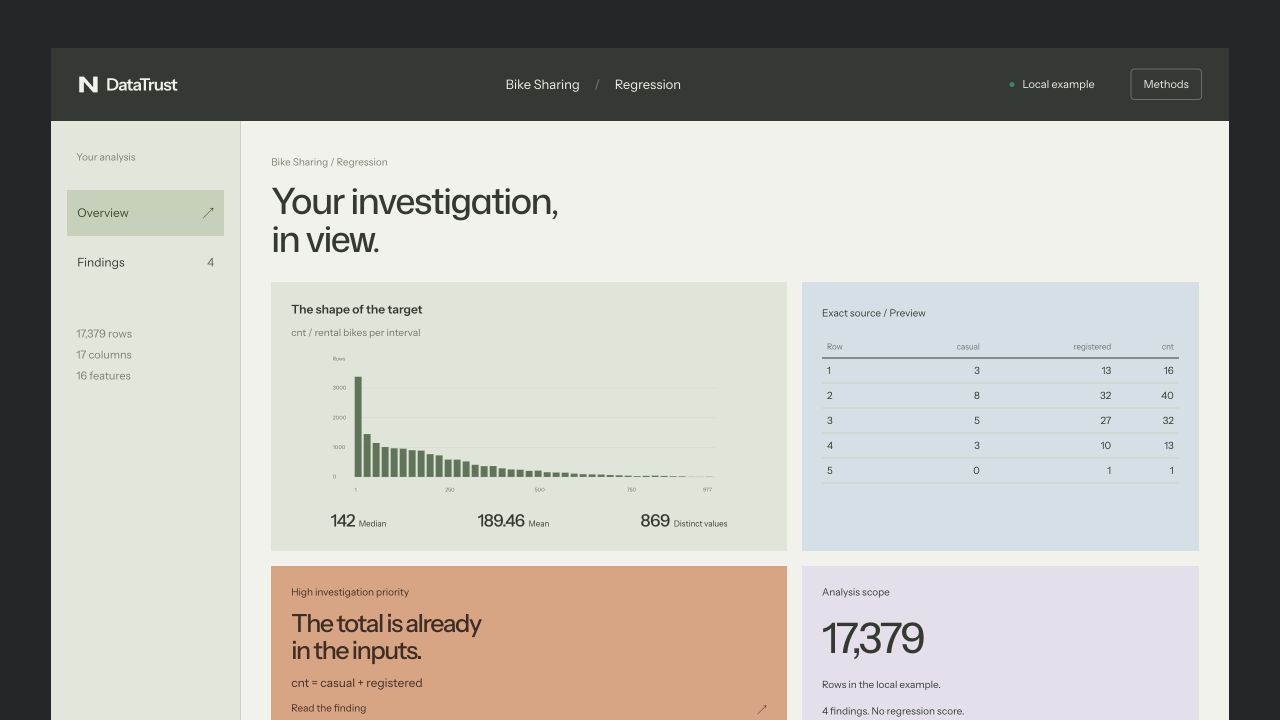 DataTrust
Bike Sharing / Regression
Local example
Methods
Your analysis
Overview
Findings 4
17,379 rows
17 columns
16 features
Bike Sharing / Regression
Your investigation,
in view.
The shape of the target
cnt / rental bikes per interval
Rows
3000
2000
1000
0
1 250 500 750 977
142 Median 189.46 Mean 869 Distinct values
Exact source / Preview
Row casual registered cnt
1 3 13 16
2 8 32 40
3 5 27 32
4 3 10 13
5 0 1 1
High investigation priority
The total is already
in the inputs.
cnt = casual + registered
Read the finding
Analysis scope
17,379
Rows in the local example.
4 findings. No regression score.